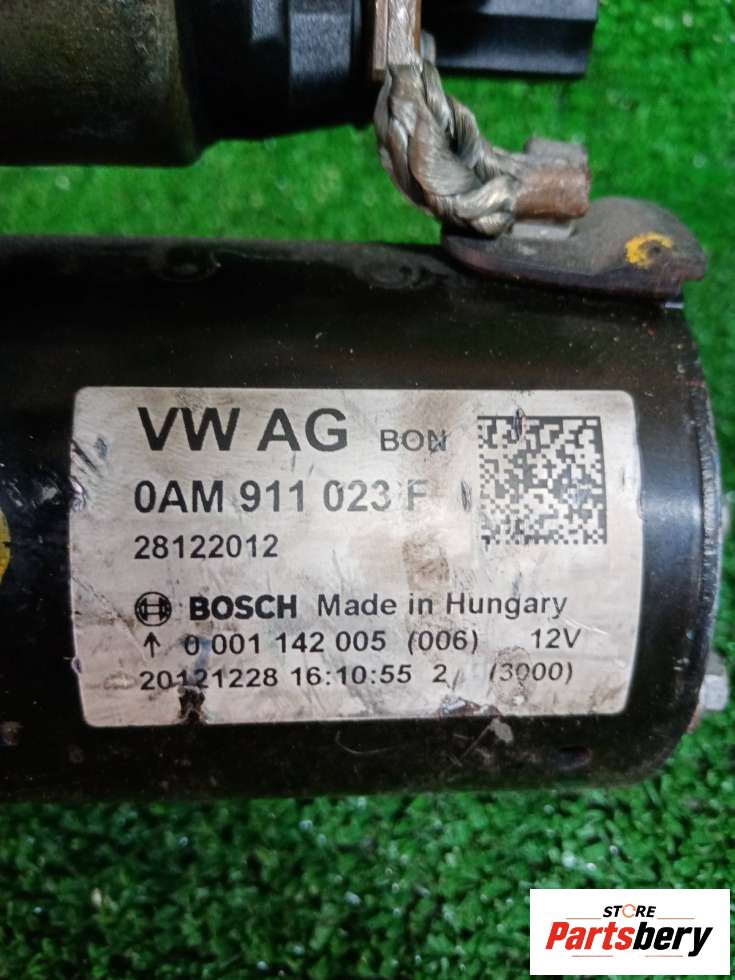 VW AG BON
0AM 911 023 F
28122012
BOSCH Made in Hungary
↑ 0 001 142 005 (006) 12V
20121228 16:10:55 2 (3000)
STORE
Partsbery